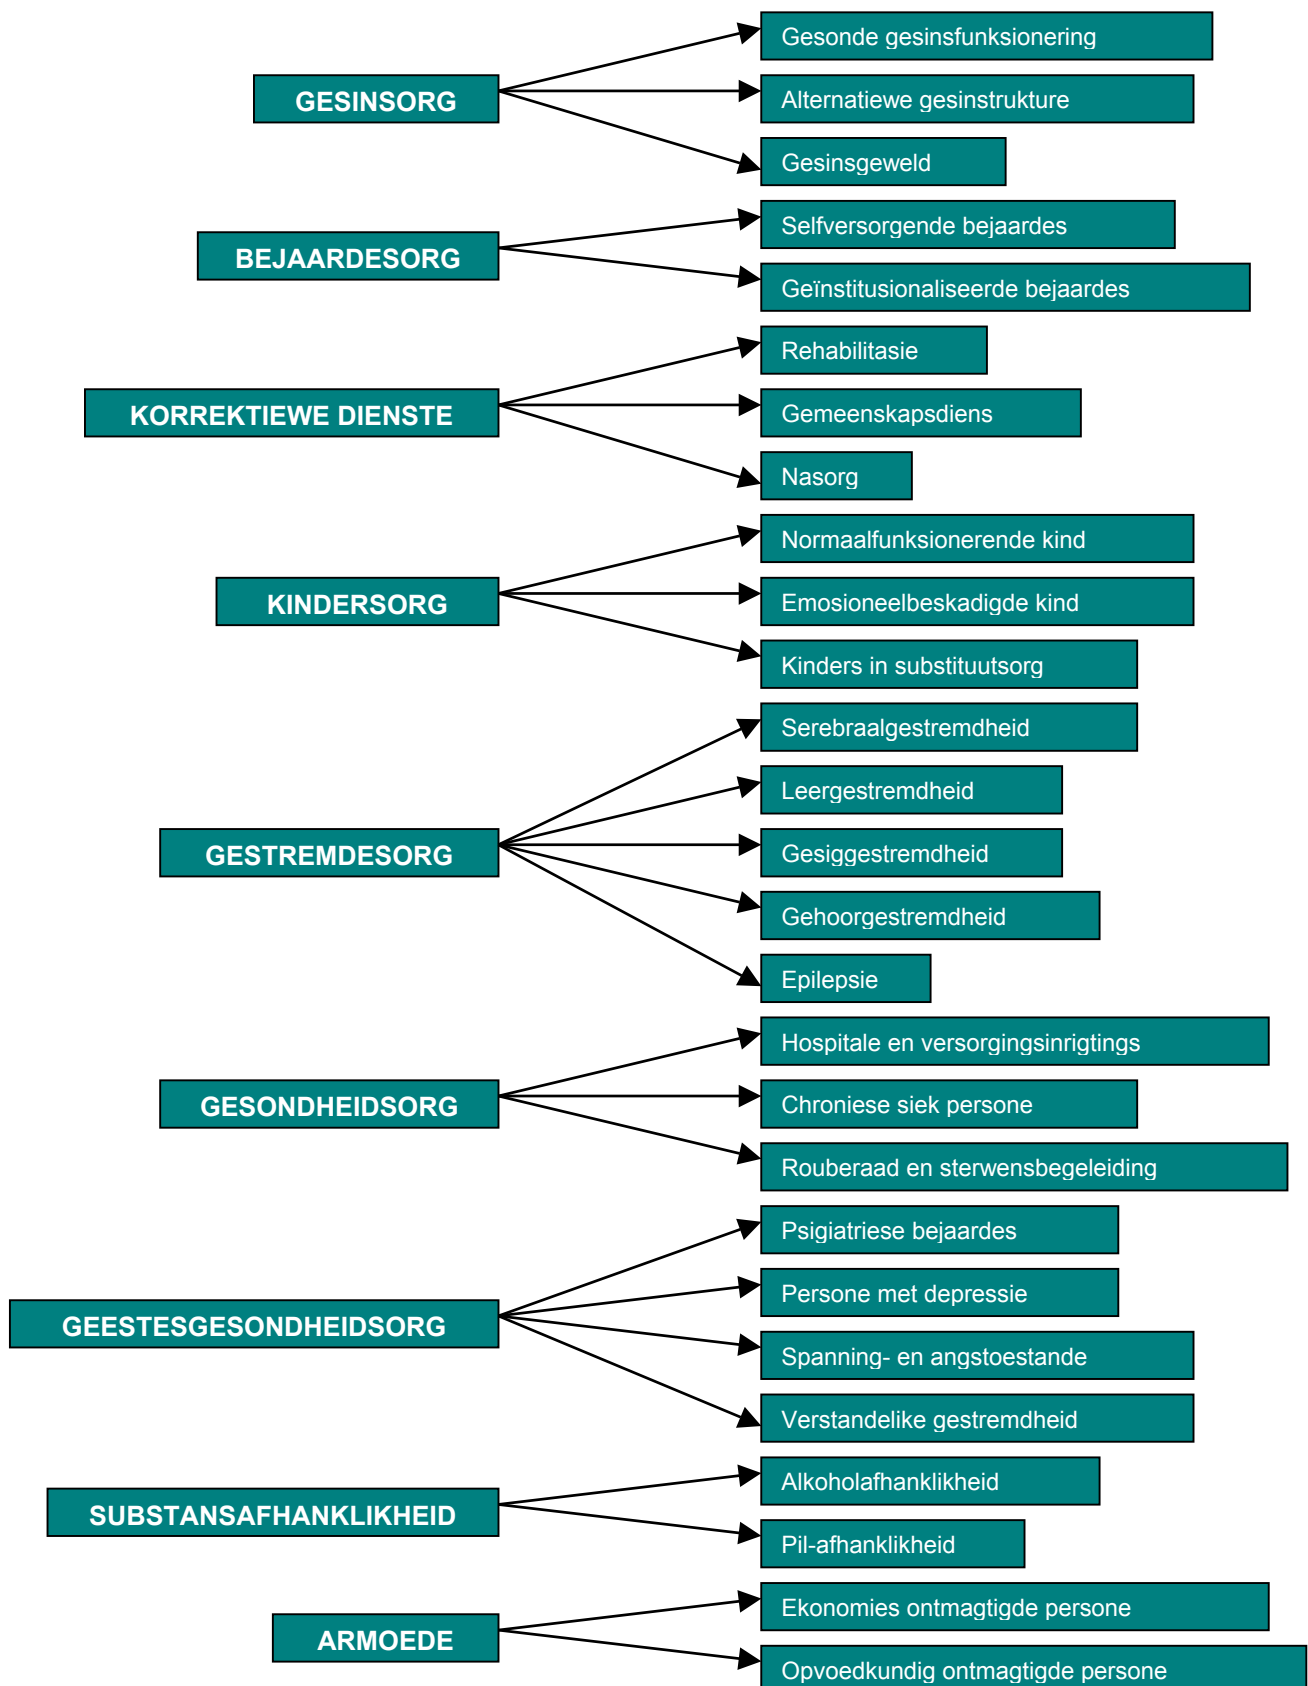 GESINSORG
Gesonde gesinsfunksionering
Alternatiewe gesinstrukture
Gesinsgeweld
BEJAARDESORG
Selfversorgende bejaardes
Geïnstitusionaliseerde bejaardes
KORREKTIEWE DIENSTE
Rehabilitasie
Gemeenskapsdiens
Nasorg
KINDERSORG
Normaalfunksionerende kind
Emosioneelbeskadigde kind
Kinders in substituutsorg
GESTREMDESORG
Serebraalgestremdheid
Leergestremdheid
Gesiggestremdheid
Gehoorgestremdheid
Epilepsie
GESONDHEIDSORG
Hospitale en versorgingsinrigtings
Chroniese siek persone
Rouberaad en sterwensbegeleiding
GEESTESGESONDHEIDSORG
Psigiatriese bejaardes
Persone met depressie
Spanning- en angstoestande
Verstandelike gestremdheid
SUBSTANSAFHANKLIKHEID
Alkoholafhanklikheid
Pil-afhanklikheid
ARMOEDE
Ekonomies ontmagtigde persone
Opvoedkundig ontmagtigde persone